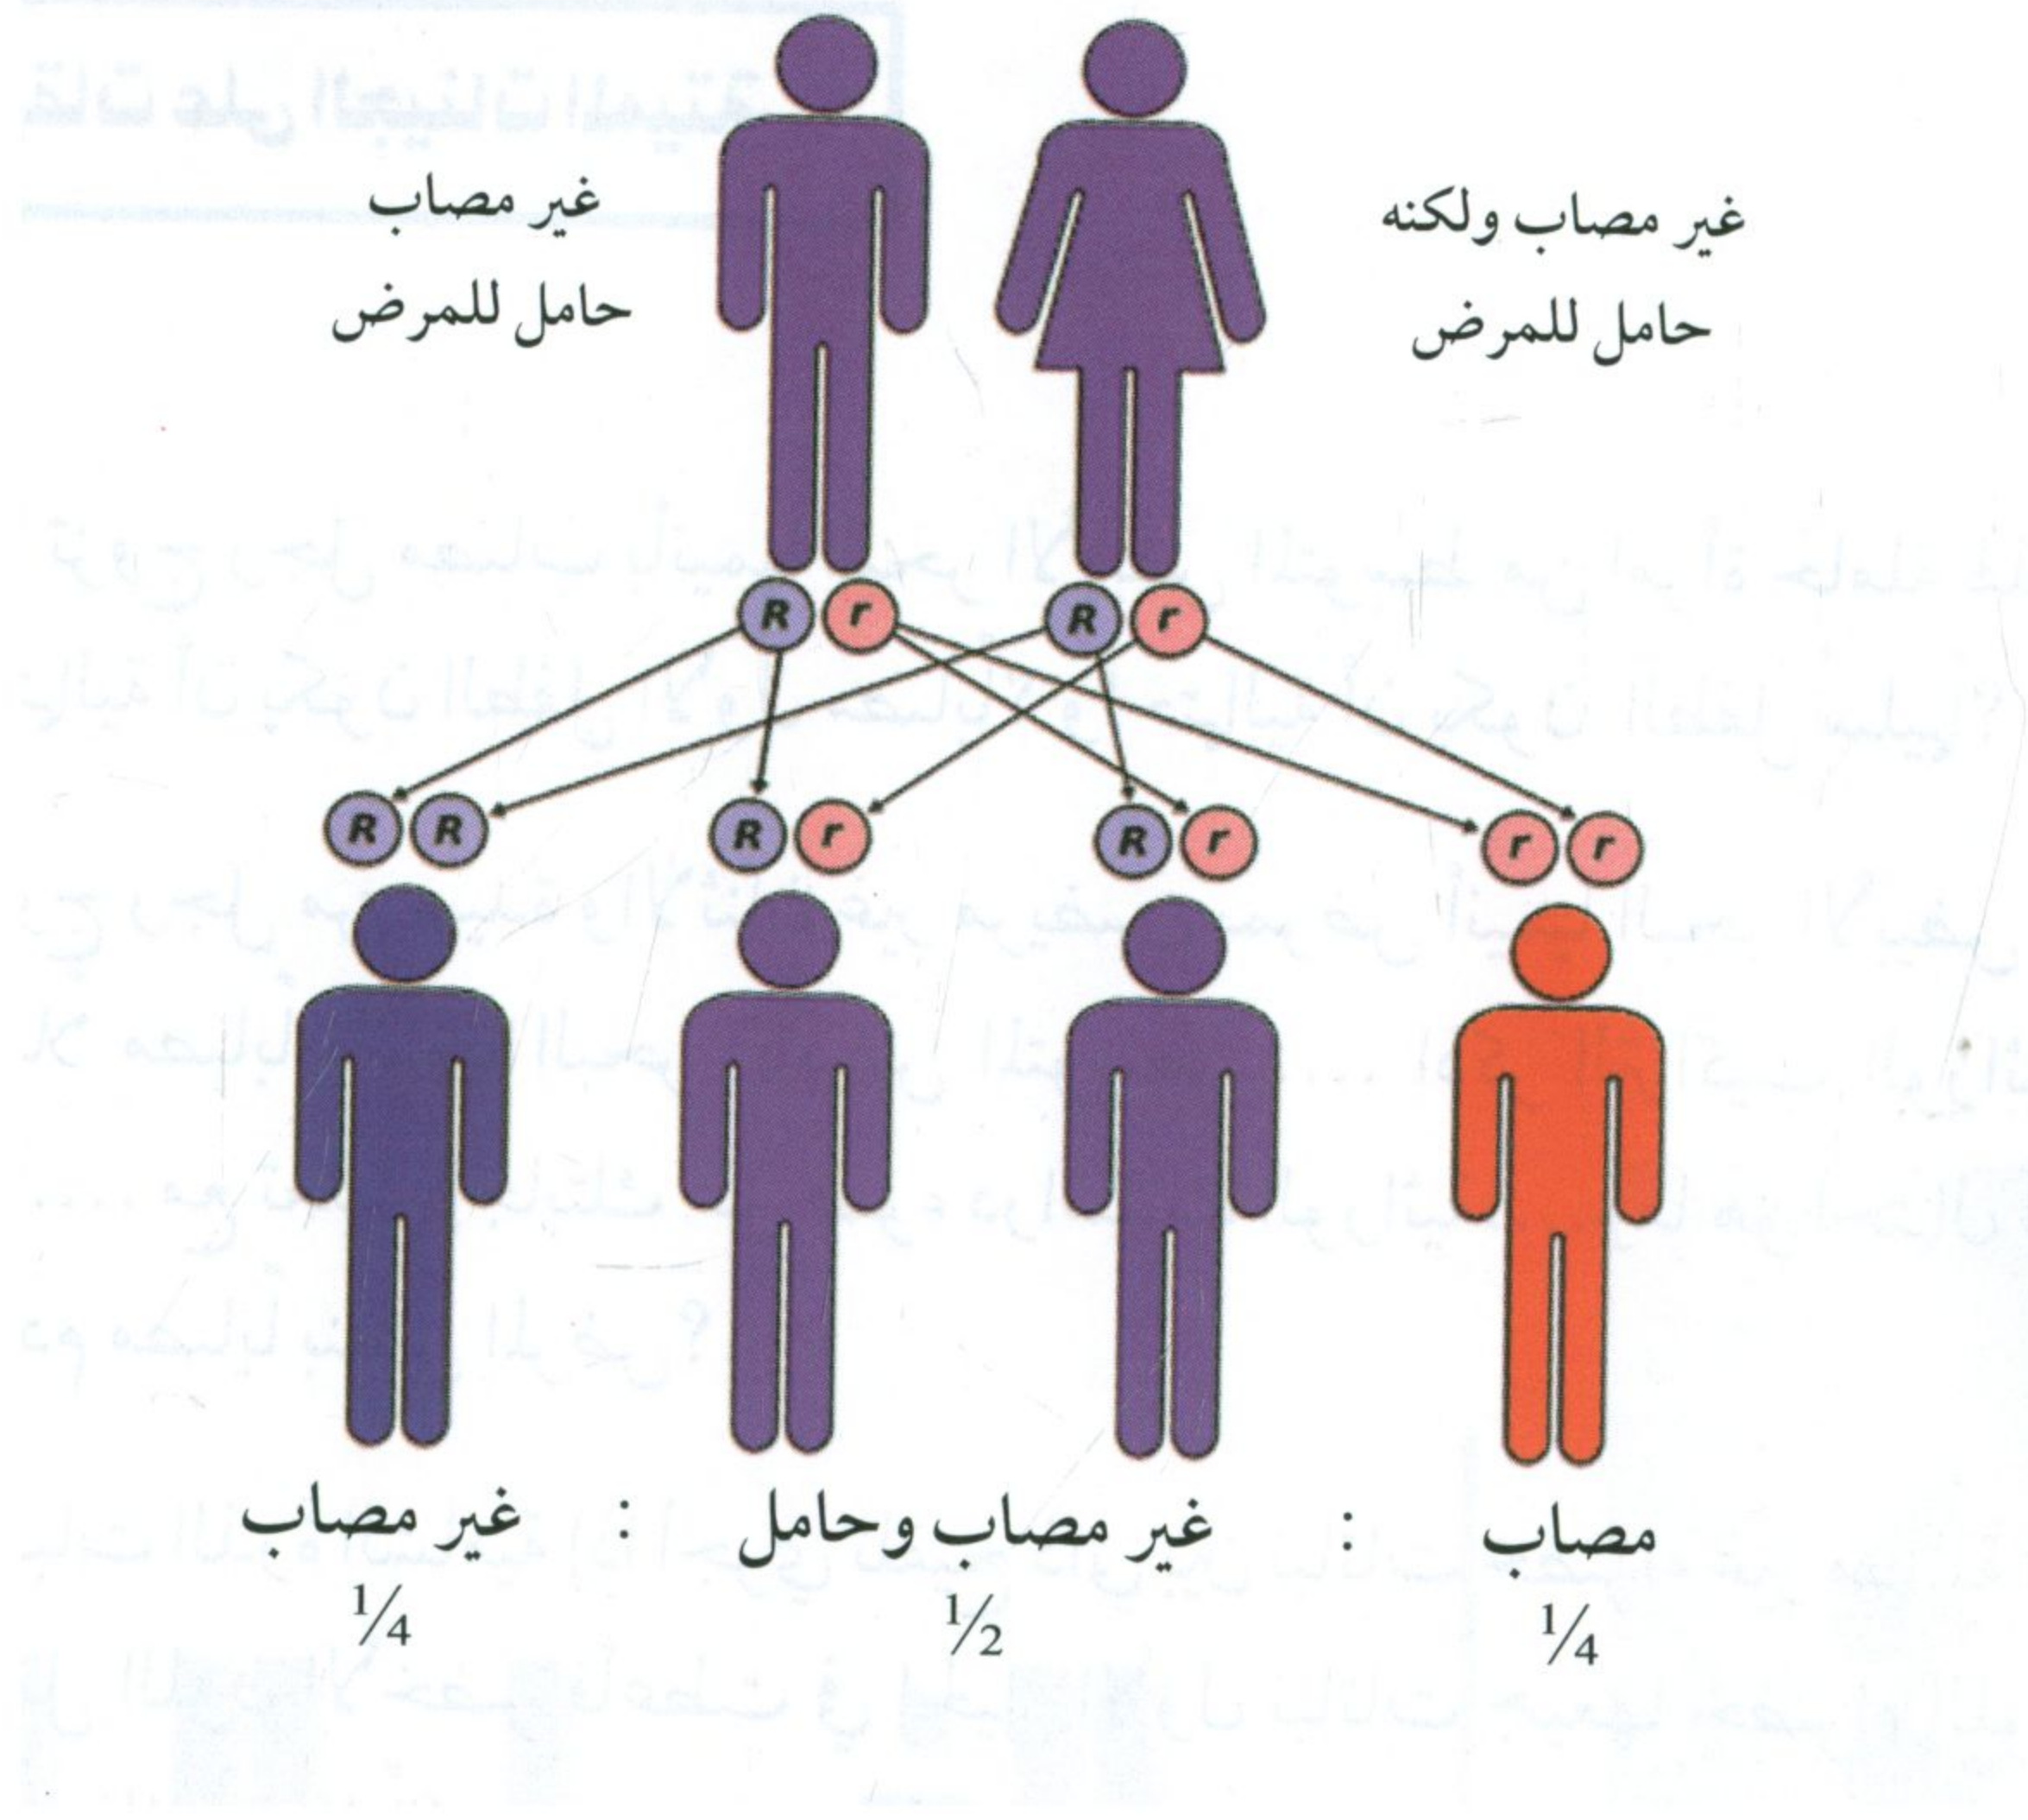 غير مصاب ولكنه
حامل للمرض
غير مصاب
حامل للمرض
R r R r
R R R r R r r r
غير مصاب : غير مصاب وحامل : مصاب
1/4 1/2 1/4